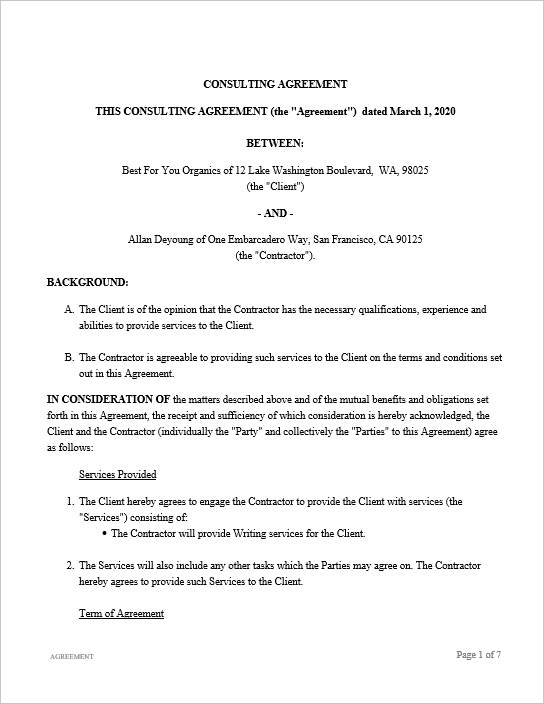 CONSULTING AGREEMENT
THIS CONSULTING AGREEMENT (the "Agreement")  dated March 1, 2020
BETWEEN:
Best For You Organics of 12 Lake Washington Boulevard,  WA, 98025
(the "Client")
- AND -
Allan Deyoung of One Embarcadero Way, San Francisco, CA 90125
(the "Contractor").
BACKGROUND:
A. The Client is of the opinion that the Contractor has the necessary qualifications, experience and
abilities to provide services to the Client.
B. The Contractor is agreeable to providing such services to the Client on the terms and conditions set
out in this Agreement.
IN CONSIDERATION OF the matters described above and of the mutual benefits and obligations set
forth in this Agreement, the receipt and sufficiency of which consideration is hereby acknowledged, the
Client and the Contractor (individually the "Party" and collectively the "Parties" to this Agreement) agree
as follows:
Services Provided
1. The Client hereby agrees to engage the Contractor to provide the Client with services (the
"Services") consisting of:
• The Contractor will provide Writing services for the Client.
2. The Services will also include any other tasks which the Parties may agree on. The Contractor
hereby agrees to provide such Services to the Client.
Term of Agreement
AGREEMENT
Page 1 of 7